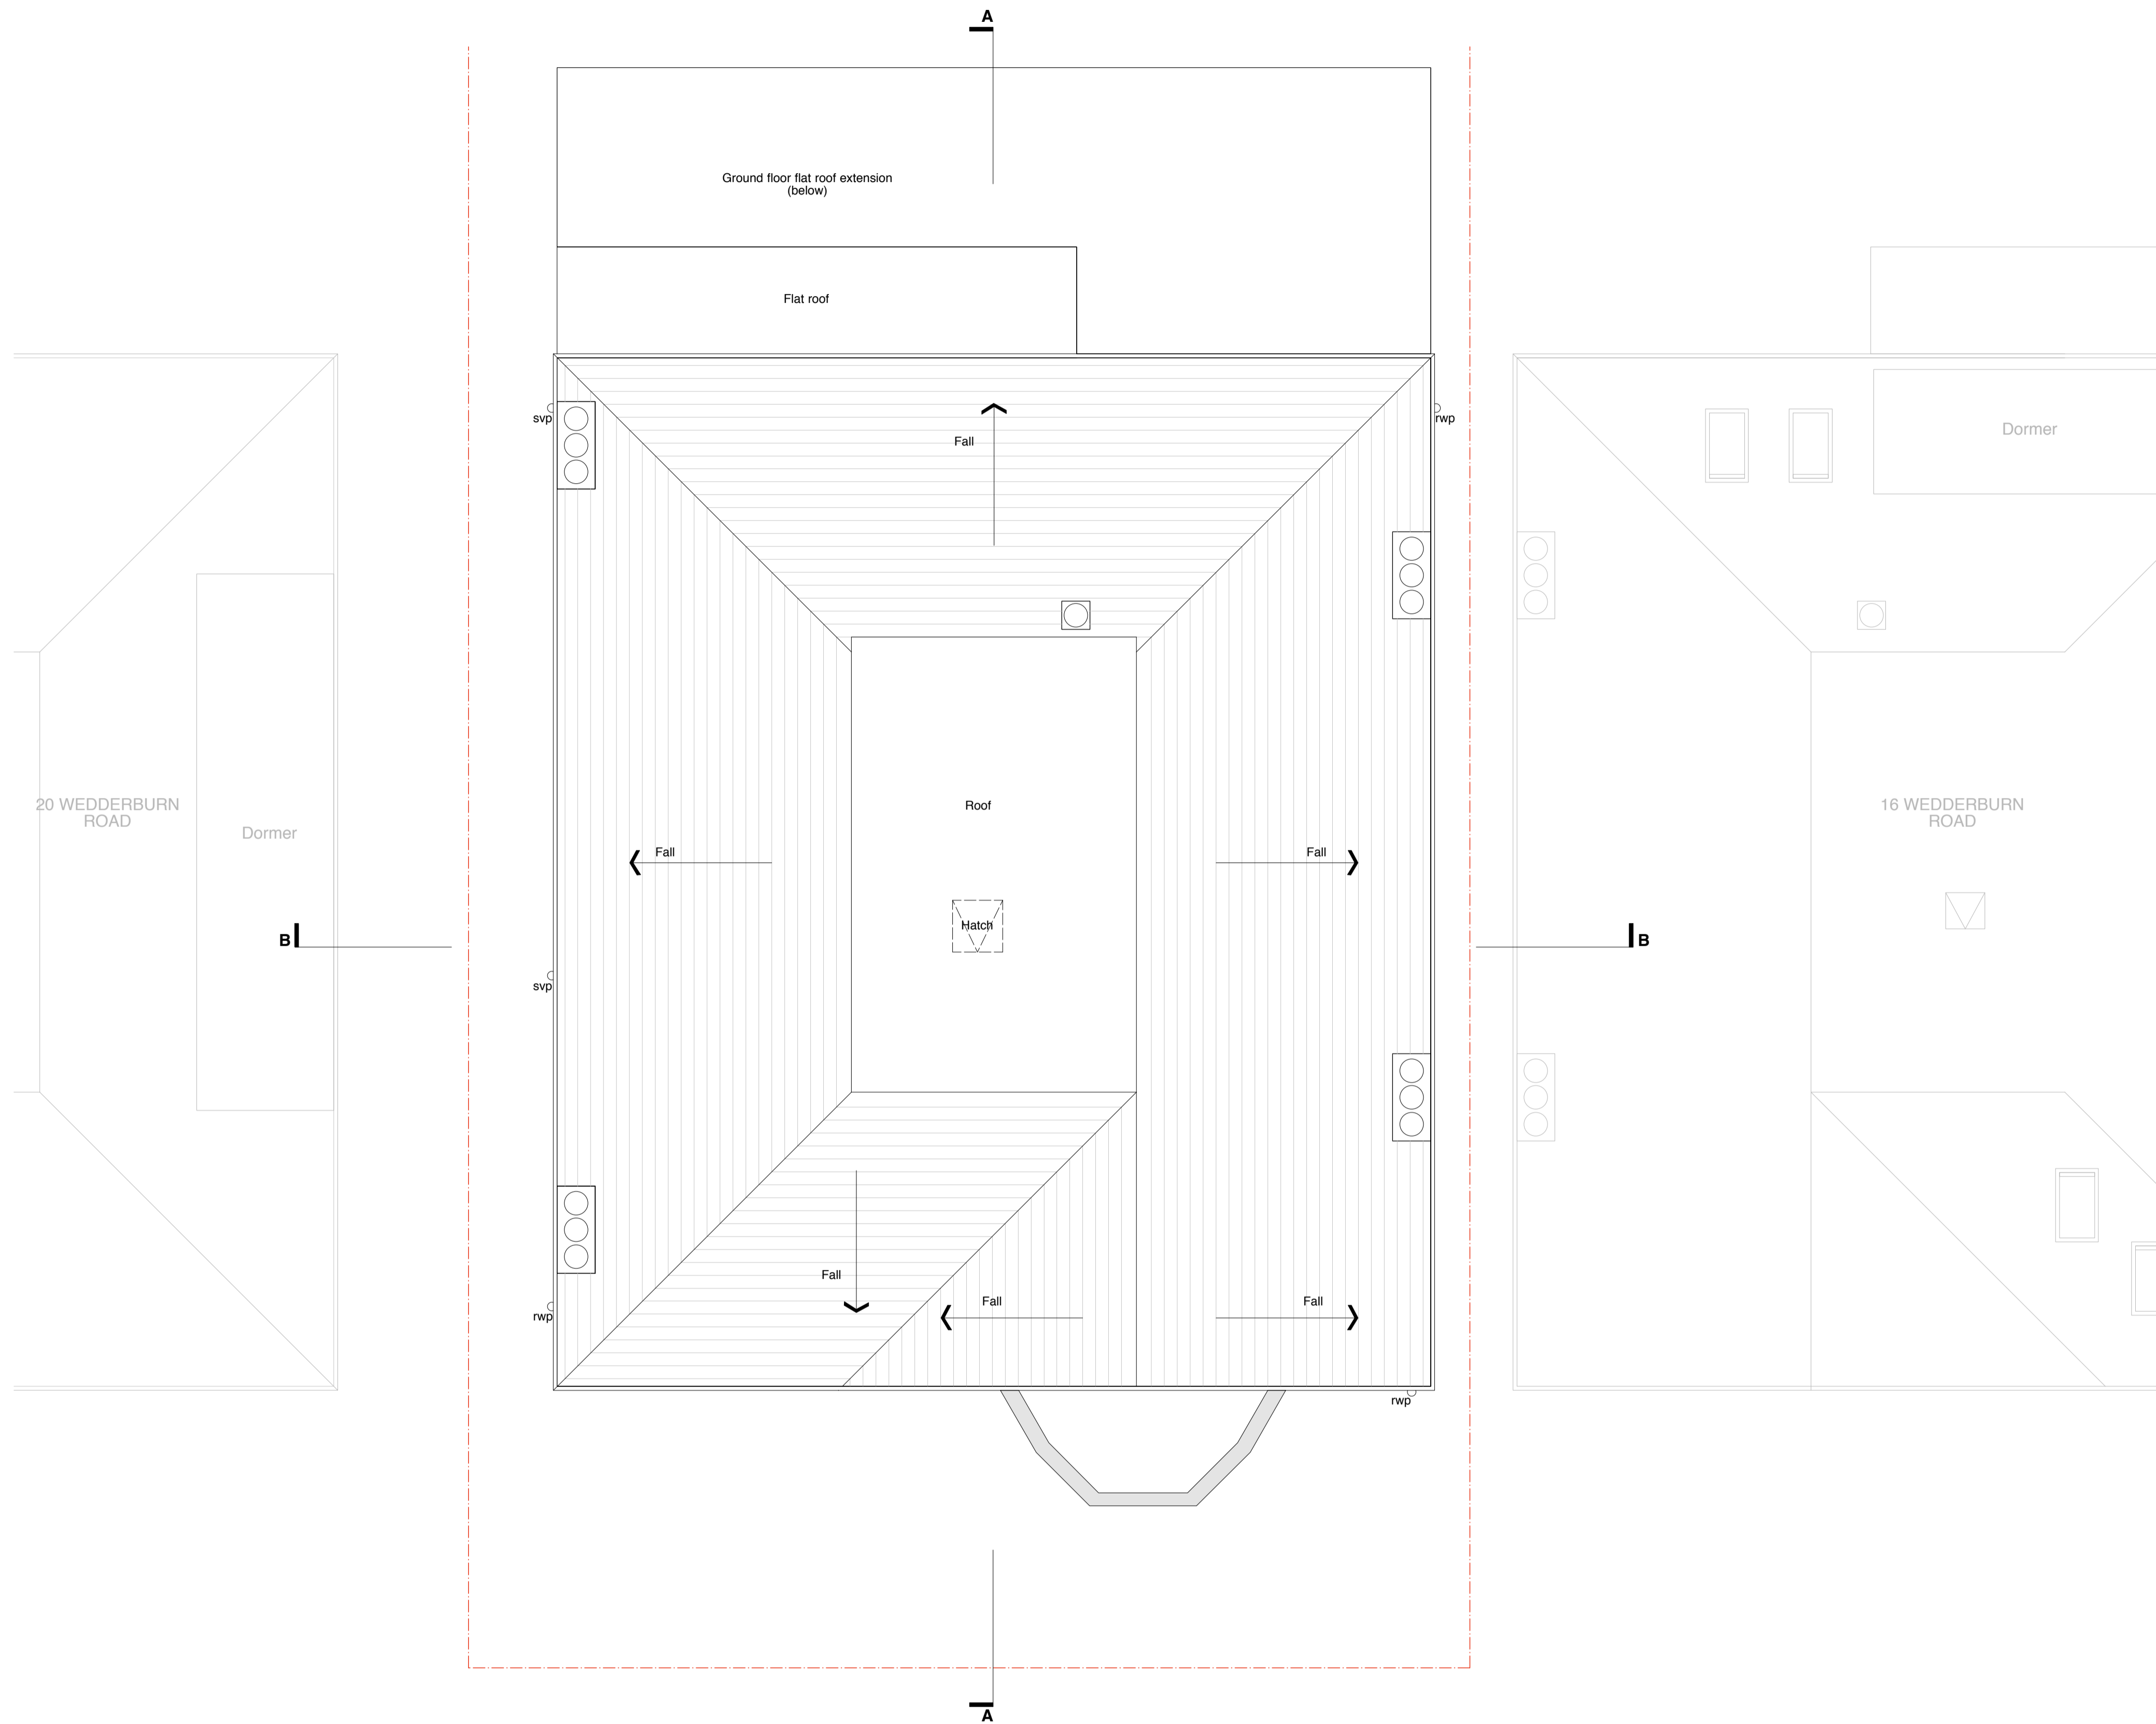 A
Ground floor flat roof extension
(below)
Flat roof
svp
rwp
Fall
Dormer
Roof
20 WEDDERBURN
ROAD
16 WEDDERBURN
ROAD
Dormer
Fall
Fall
Hatch
B
B
svp
Fall
Fall
Fall
rwp
rwp
A